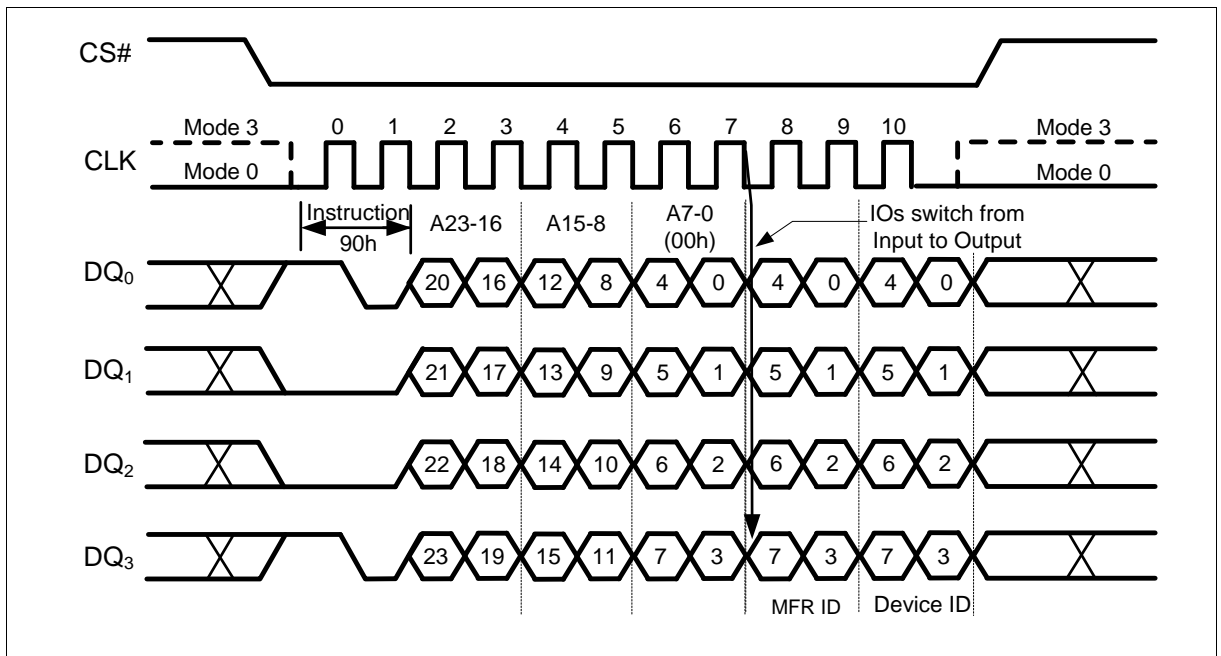 CS#
Mode 3 0 1 2 3 4 5 6 7 8 9 10 Mode 3
CLK
Mode 0 Mode 0
Instruction A23-16 A15-8 A7-0 IOs switch from
90h (00h) Input to Output
DQ0 20 16 12 8 4 0 4 0 4 0
DQ1 21 17 13 9 5 1 5 1 5 1
DQ2 22 18 14 10 6 2 6 2 6 2
DQ3 23 19 15 11 7 3 7 3 7 3
MFR ID Device ID